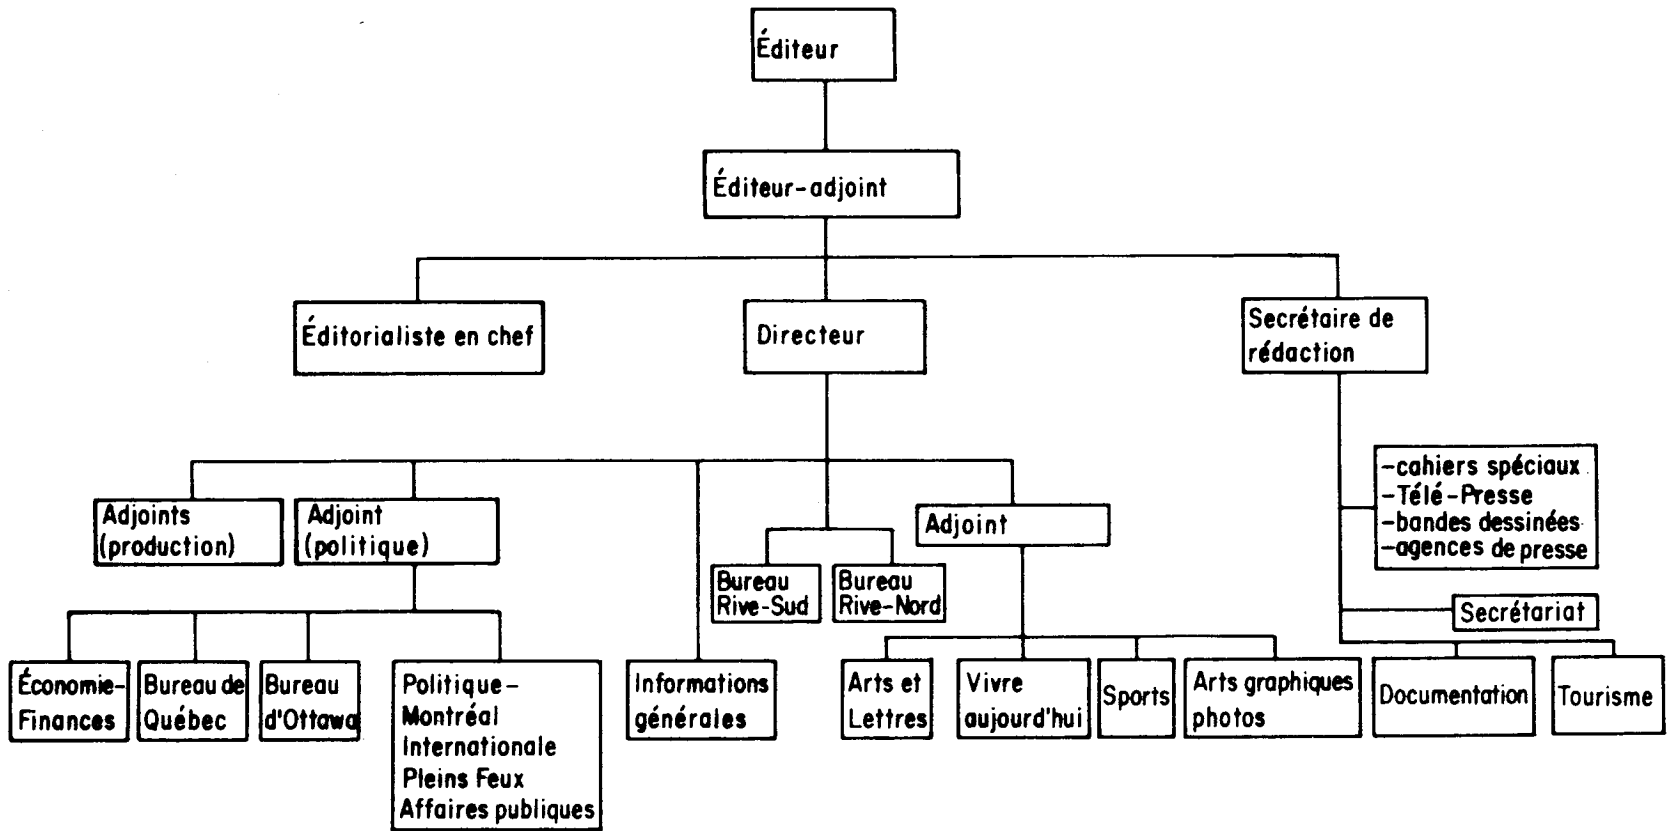 Éditeur
Éditeur-adjoint
Éditorialiste en chef
Directeur
Secrétaire de
rédaction
-cahiers spéciaux
-Télé-Presse
-bandes dessinées
-agences de presse
Adjoints
(production)
Adjoint
(politique)
Adjoint
Bureau
Rive-Sud
Bureau
Rive-Nord
Secrétariat
Économie-
Finances
Bureau de
Québec
Bureau
d'Ottawa
Politique-
Montréal
Internationale
Pleins Feux
Affaires publiques
Informations
générales
Arts et
Lettres
Vivre
aujourd'hui
Sports
Arts graphiques
photos
Documentation
Tourisme